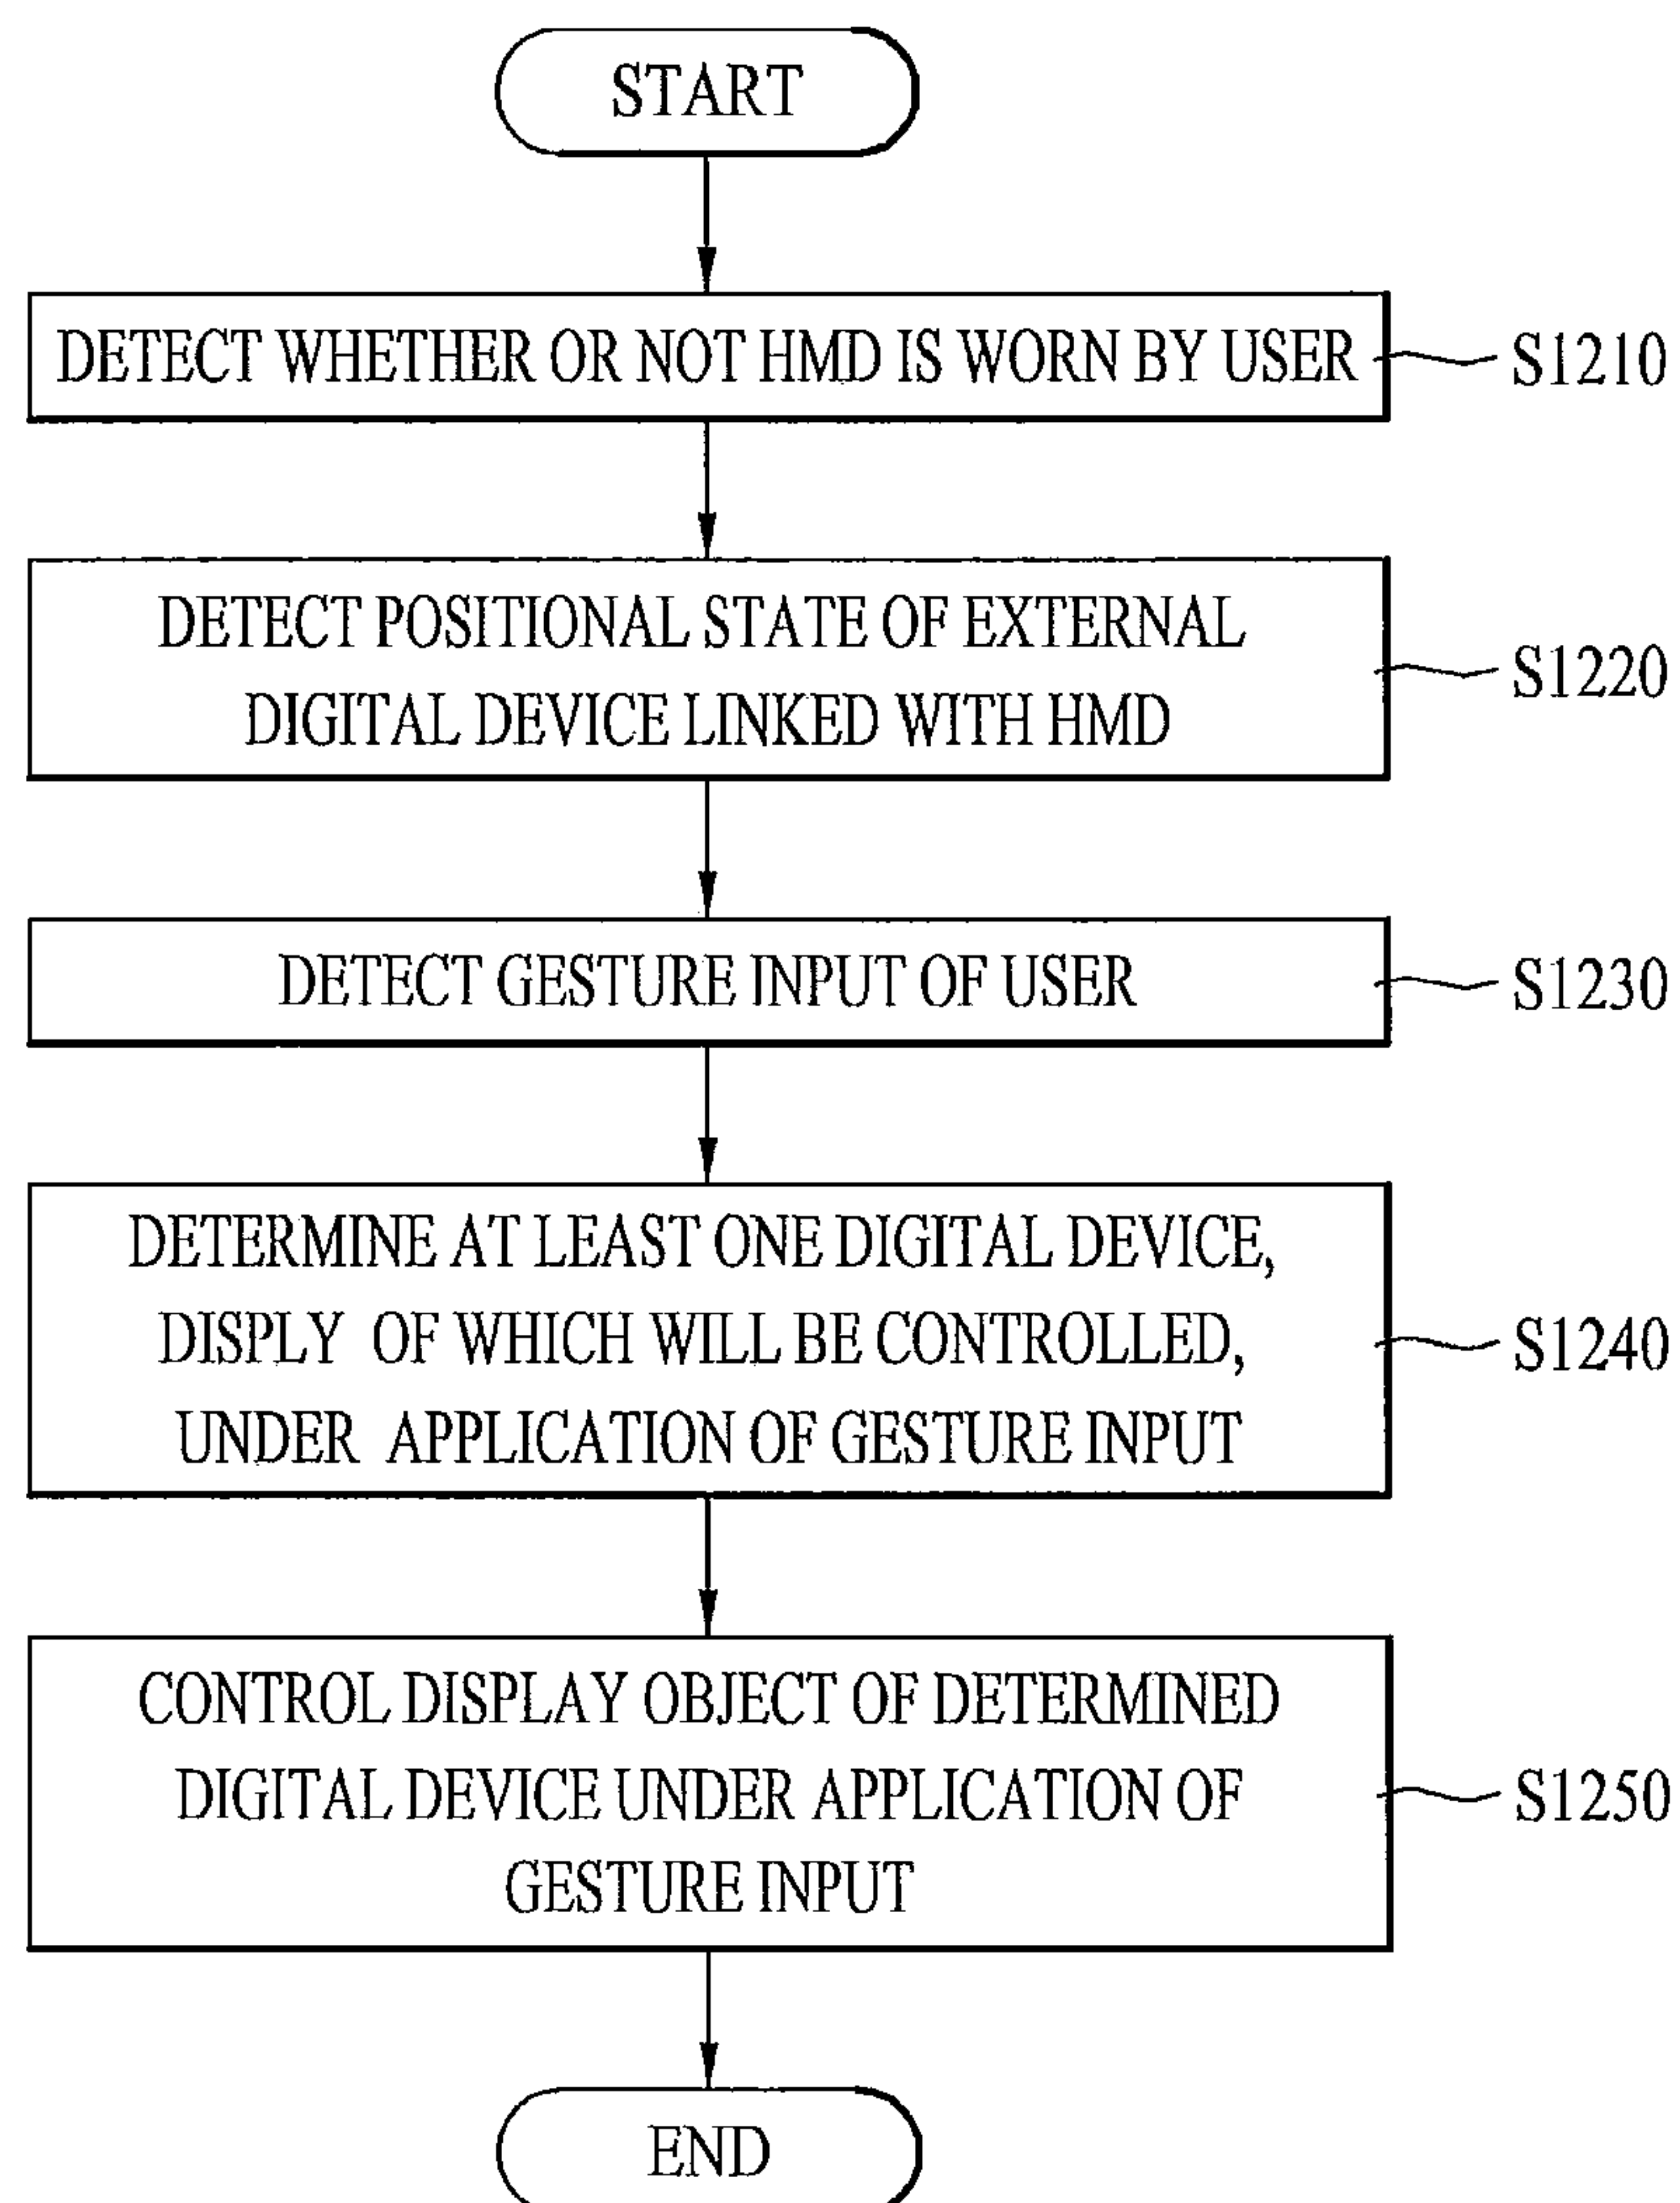 START
DETECT WHETHER OR NOT HMD IS WORN BY USER
S1210
DETECT POSITIONAL STATE OF EXTERNAL
DIGITAL DEVICE LINKED WITH HMD
S1220
DETECT GESTURE INPUT OF USER
S1230
DETERMINE AT LEAST ONE DIGITAL DEVICE,
DISPLY OF WHICH WILL BE CONTROLLED,
UNDER APPLICATION OF GESTURE INPUT
S1240
CONTROL DISPLAY OBJECT OF DETERMINED
DIGITAL DEVICE UNDER APPLICATION OF
GESTURE INPUT
S1250
END